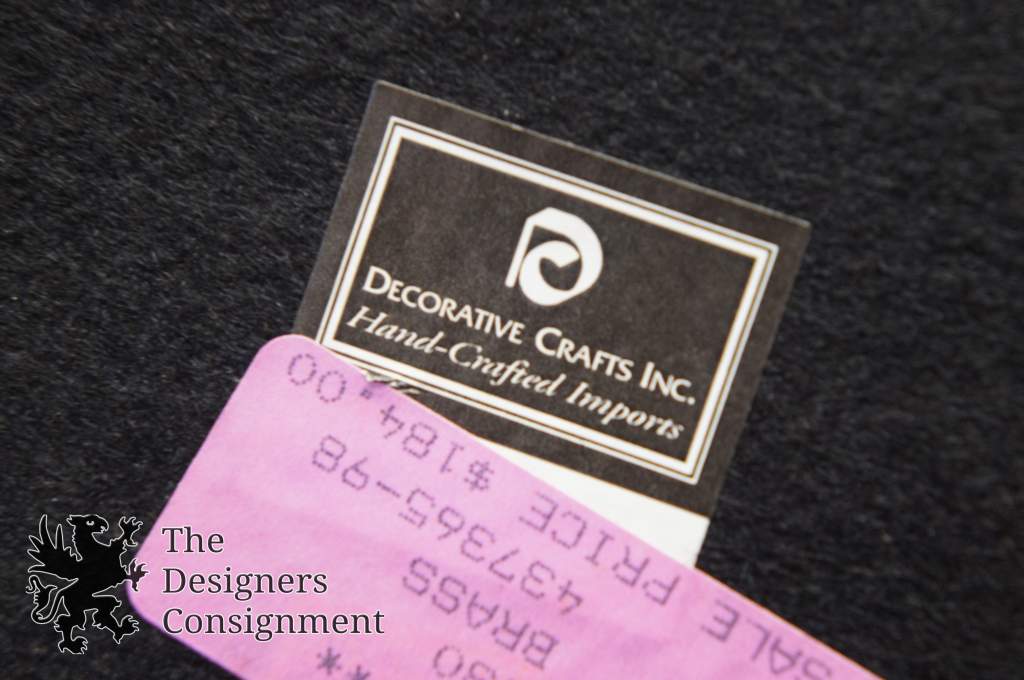 DECORATIVE CRAFTS INC.
Hand-Crafted Imports
**
BRASS
437365-98
SALE PRICE $184.00
The
Designers
Consignment